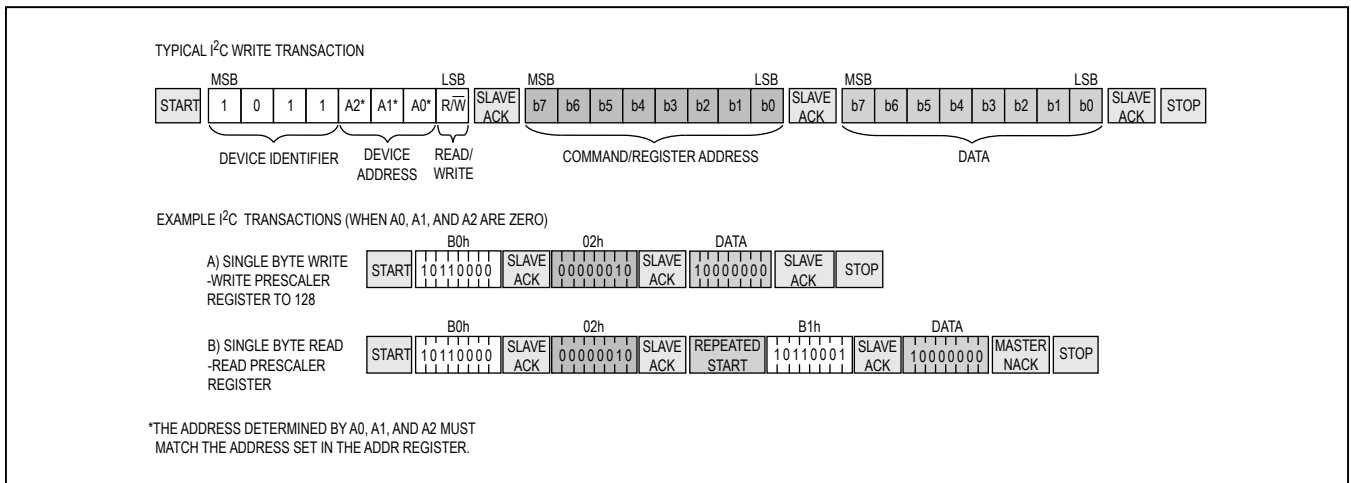 TYPICAL I2C WRITE TRANSACTION
MSB LSB MSB LSB MSB LSB
START 1 0 1 1 A2* A1* A0* R/W̅ SLAVE ACK b7 b6 b5 b4 b3 b2 b1 b0 SLAVE ACK b7 b6 b5 b4 b3 b2 b1 b0 SLAVE ACK STOP
DEVICE IDENTIFIER DEVICE ADDRESS READ/WRITE COMMAND/REGISTER ADDRESS DATA
EXAMPLE I2C TRANSACTIONS (WHEN A0, A1, AND A2 ARE ZERO)
B0h 02h DATA
A) SINGLE BYTE WRITE
-WRITE PRESCALER
REGISTER TO 128
START 10110000 SLAVE ACK 00000010 SLAVE ACK 10000000 SLAVE ACK STOP
B0h 02h B1h DATA
B) SINGLE BYTE READ
-READ PRESCALER
REGISTER
START 10110000 SLAVE ACK 00000010 SLAVE ACK REPEATED START 10110001 SLAVE ACK 10000000 MASTER NACK STOP
*THE ADDRESS DETERMINED BY A0, A1, AND A2 MUST
MATCH THE ADDRESS SET IN THE ADDR REGISTER.